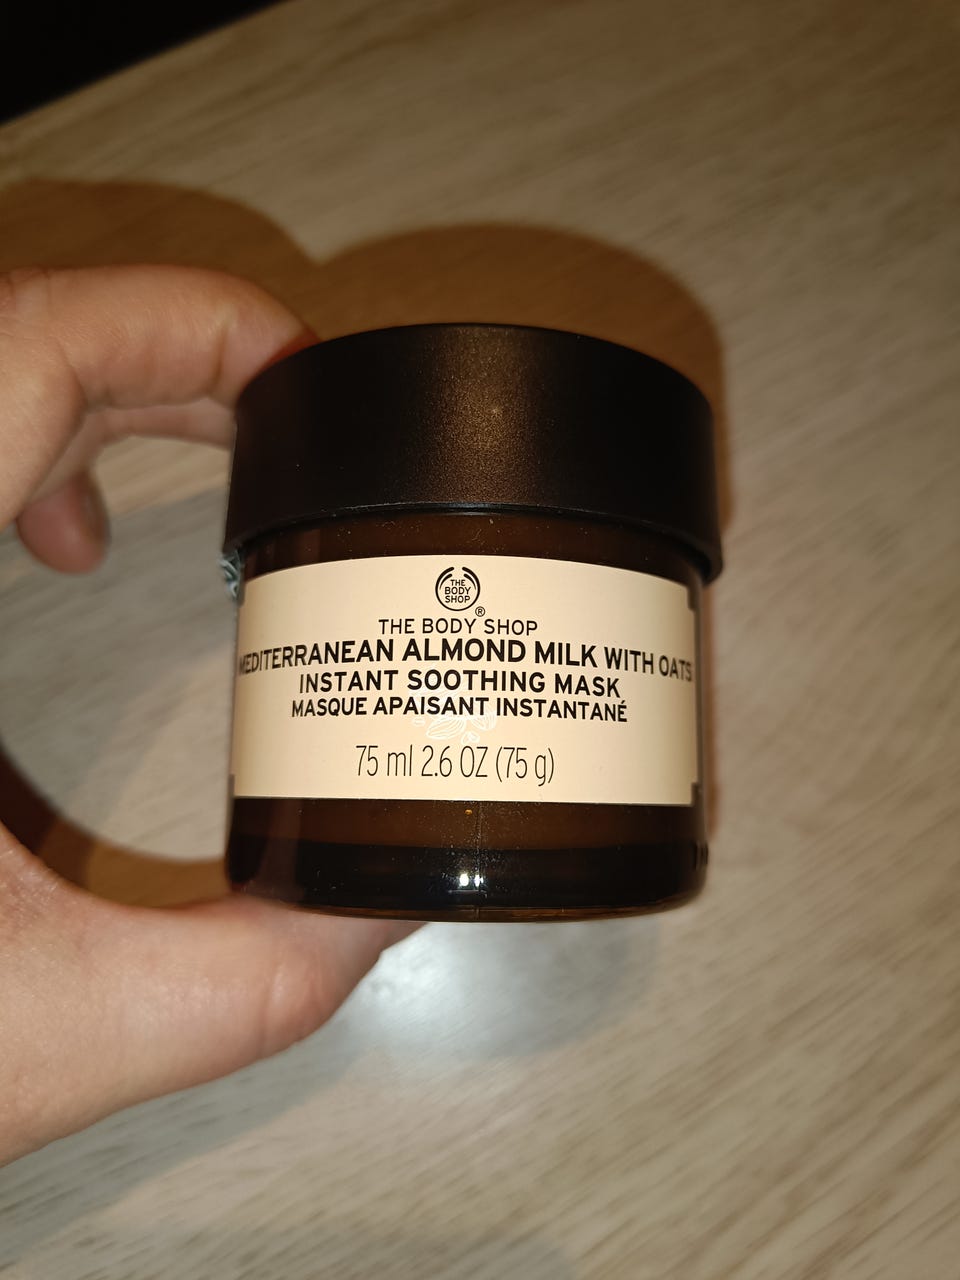 THE
BODY
SHOP
®
THE BODY SHOP
MEDITERRANEAN ALMOND MILK WITH OATS
INSTANT SOOTHING MASK
MASQUE APAISANT INSTANTANÉ
75 ml 2.6 OZ (75 g)